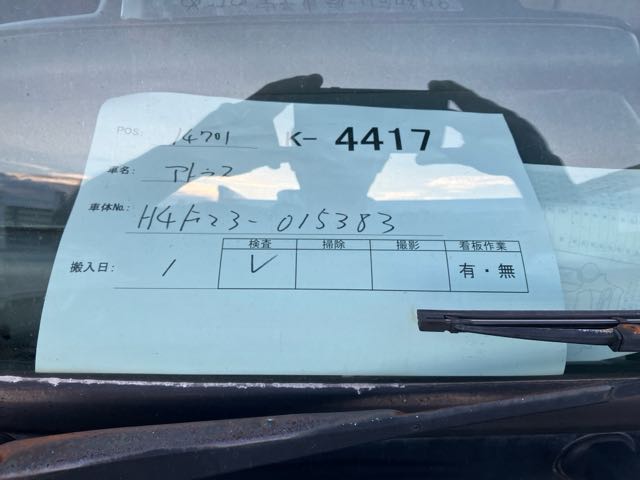 POS: 14701 K- 4417
車名: アトラス
車体No.: H4F23-015383
検査 掃除 撮影 看板作業
搬入日: / V 有・無